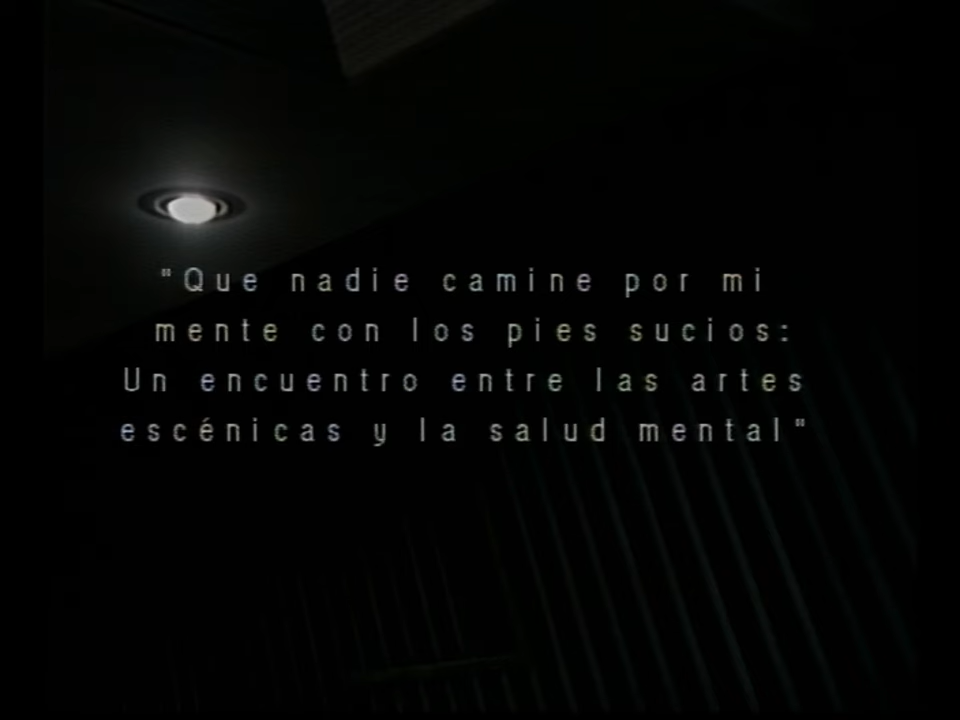 "Que nadie camine por mi
mente con los pies sucios:
Un encuentro entre las artes
escénicas y la salud mental"